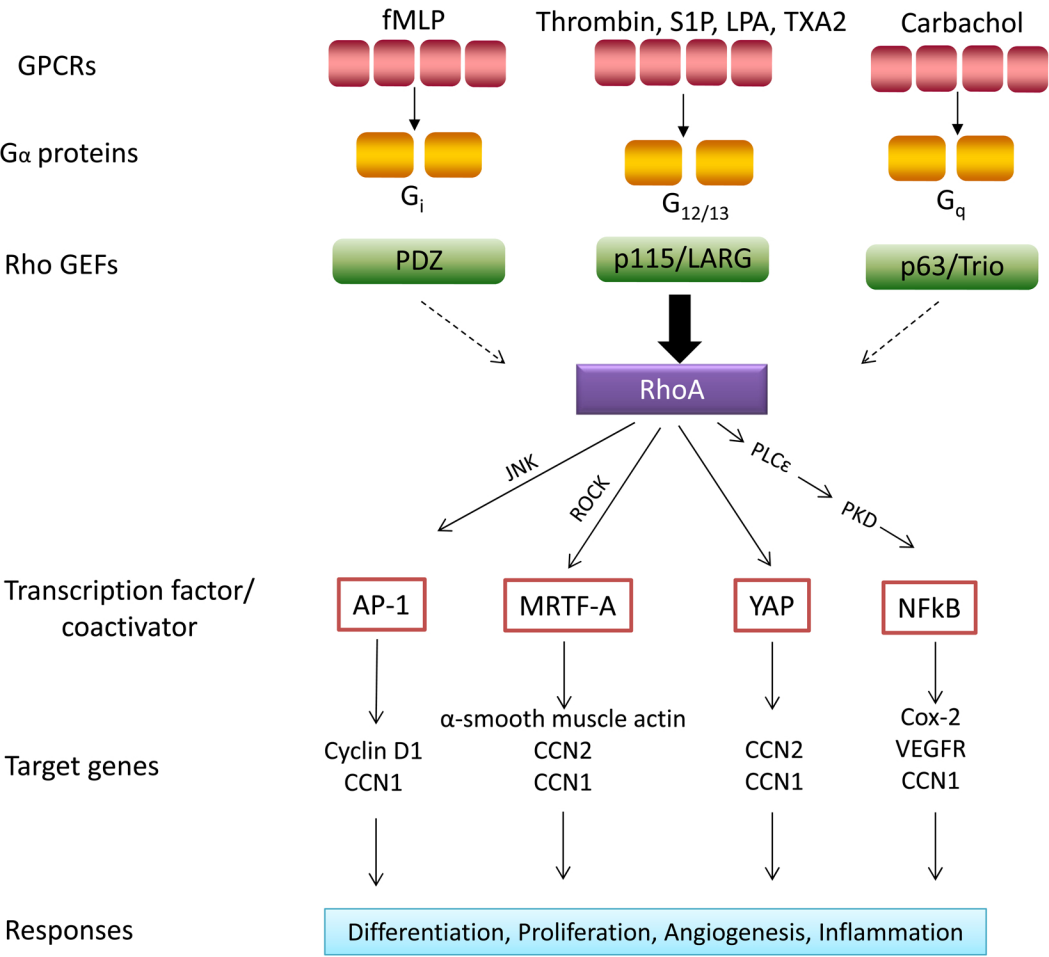 fMLP
Thrombin, S1P, LPA, TXA2
Carbachol
GPCRs
Gα proteins
Gi
G12/13
Gq
Rho GEFs
PDZ
p115/LARG
p63/Trio
RhoA
JNK
ROCK
PLCε
PKD
Transcription factor/
coactivator
AP-1
MRTF-A
YAP
NFkB
Target genes
Cyclin D1
CCN1
α-smooth muscle actin
CCN2
CCN1
CCN2
CCN1
Cox-2
VEGFR
CCN1
Responses
Differentiation, Proliferation, Angiogenesis, Inflammation